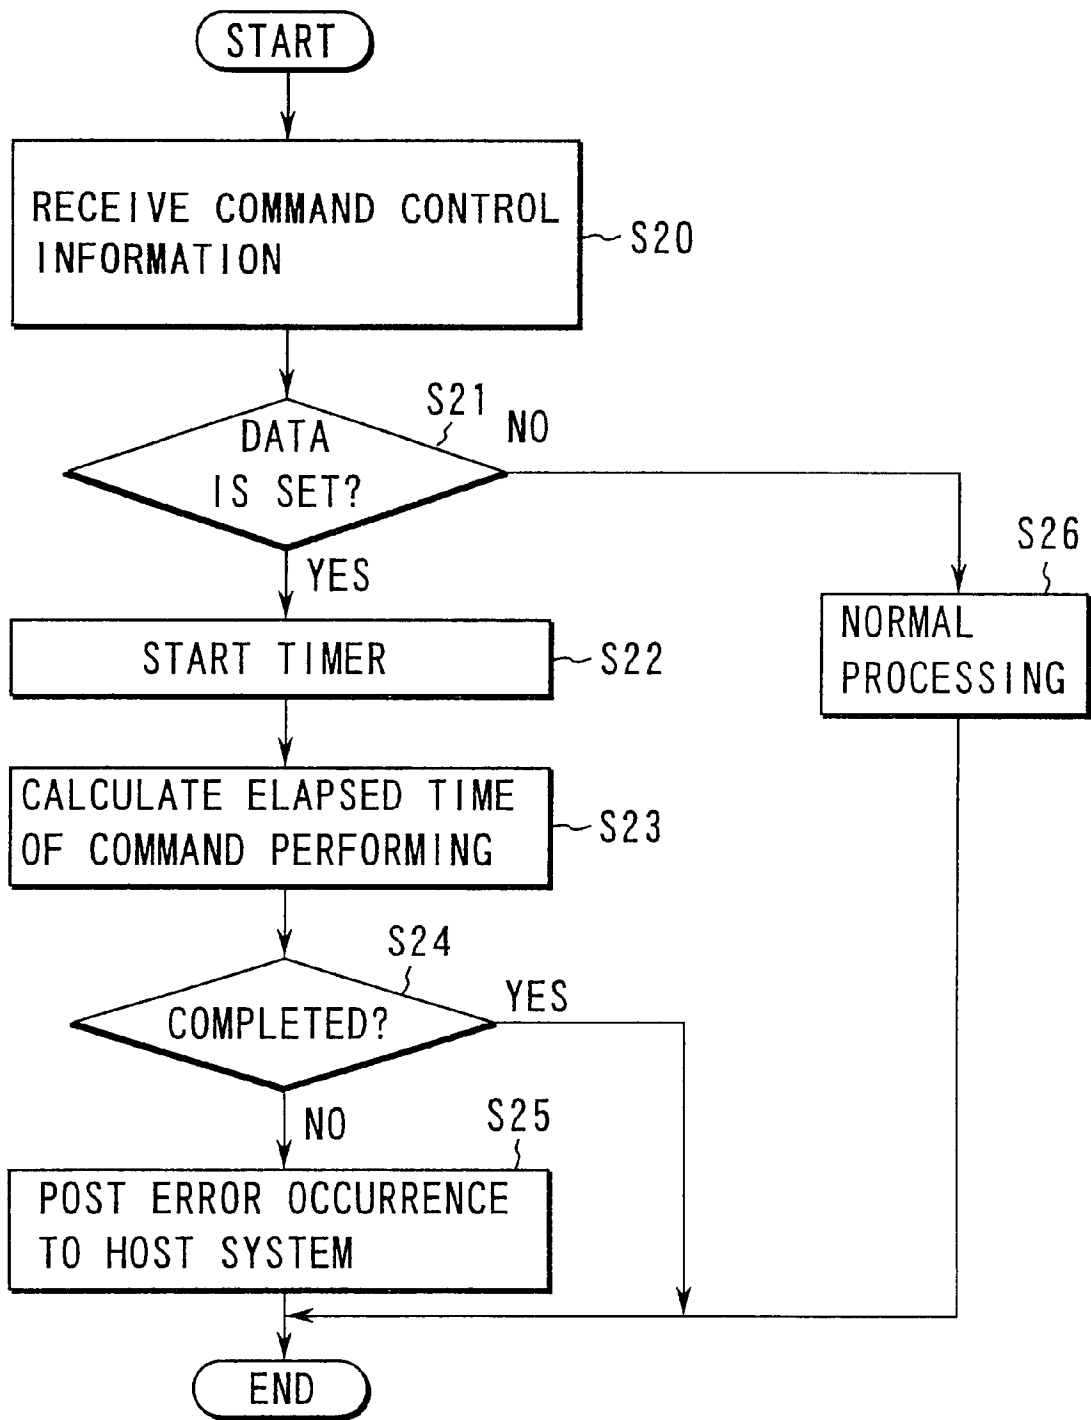 START
RECEIVE COMMAND CONTROL
INFORMATION
S20
S21
DATA
IS SET?
NO
YES
S26
NORMAL
PROCESSING
START TIMER
S22
CALCULATE ELAPSED TIME
OF COMMAND PERFORMING
S23
S24
COMPLETED?
YES
NO
S25
POST ERROR OCCURRENCE
TO HOST SYSTEM
END